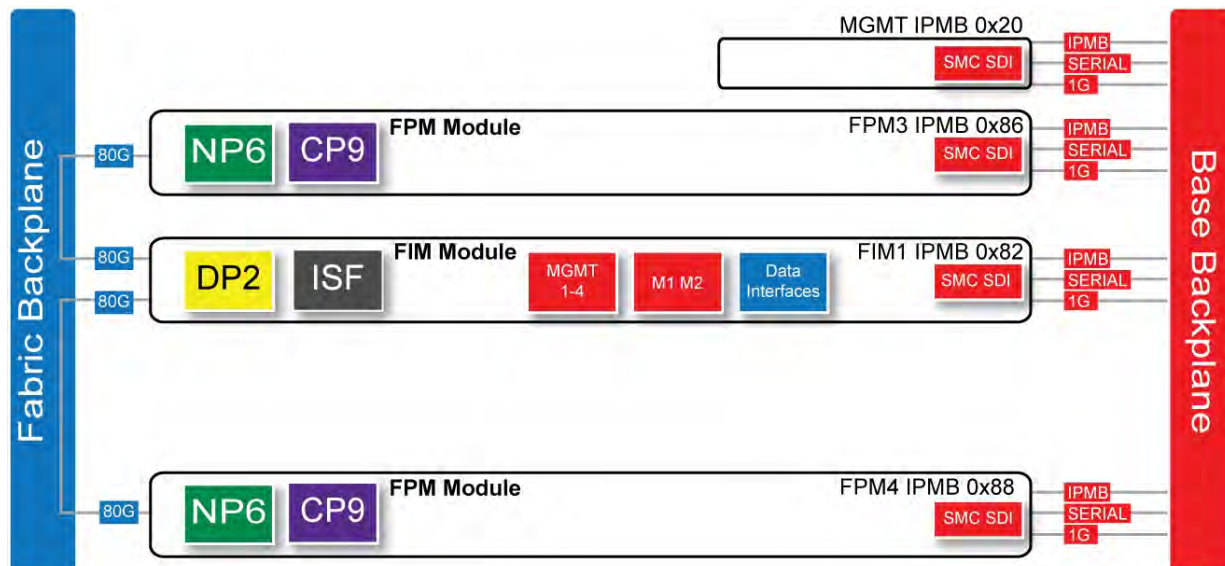 Fabric Backplane
Base Backplane
MGMT IPMB 0x20
SMC SDI
IPMB
SERIAL
1G
80G
NP6
CP9
FPM Module
FPM3 IPMB 0x86
SMC SDI
IPMB
SERIAL
1G
80G
80G
DP2
ISF
FIM Module
MGMT
1-4
M1 M2
Data
Interfaces
FIM1 IPMB 0x82
SMC SDI
IPMB
SERIAL
1G
80G
NP6
CP9
FPM Module
FPM4 IPMB 0x88
SMC SDI
IPMB
SERIAL
1G